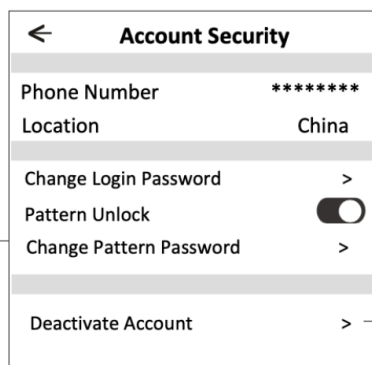 Account Security
Phone Number ********
Location China
Change Login Password >
Pattern Unlock
Change Pattern Password >
Deactivate Account >